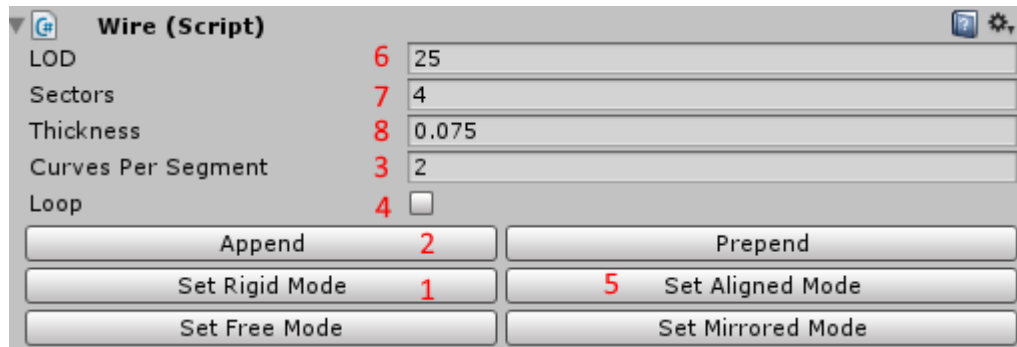 Wire (Script)
LOD 6 25
Sectors 7 4
Thickness 8 0.075
Curves Per Segment 3 2
Loop 4
Append 2 Prepend
Set Rigid Mode 1 5 Set Aligned Mode
Set Free Mode Set Mirrored Mode